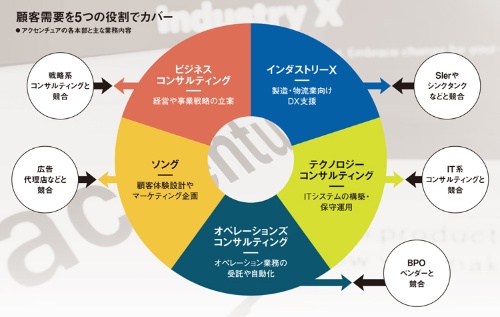 顧客需要を5つの役割でカバー
● アクセンチュアの各本部と主な業務内容
Industry X
戦略系
コンサルティングと
競合
ビジネス
コンサルティング
経営や事業戦略の立案
インダストリーX
製造・物流業向け
DX支援
SIerや
シンクタンク
などと競合
広告
代理店などと
競合
ソング
顧客体験設計や
マーケティング企画
テクノロジー
コンサルティング
ITシステムの構築・
保守運用
IT系
コンサルティングと
競合
オペレーションズ
コンサルティング
オペレーション業務の
受託や自動化
BPO
ベンダーと
競合
accentu